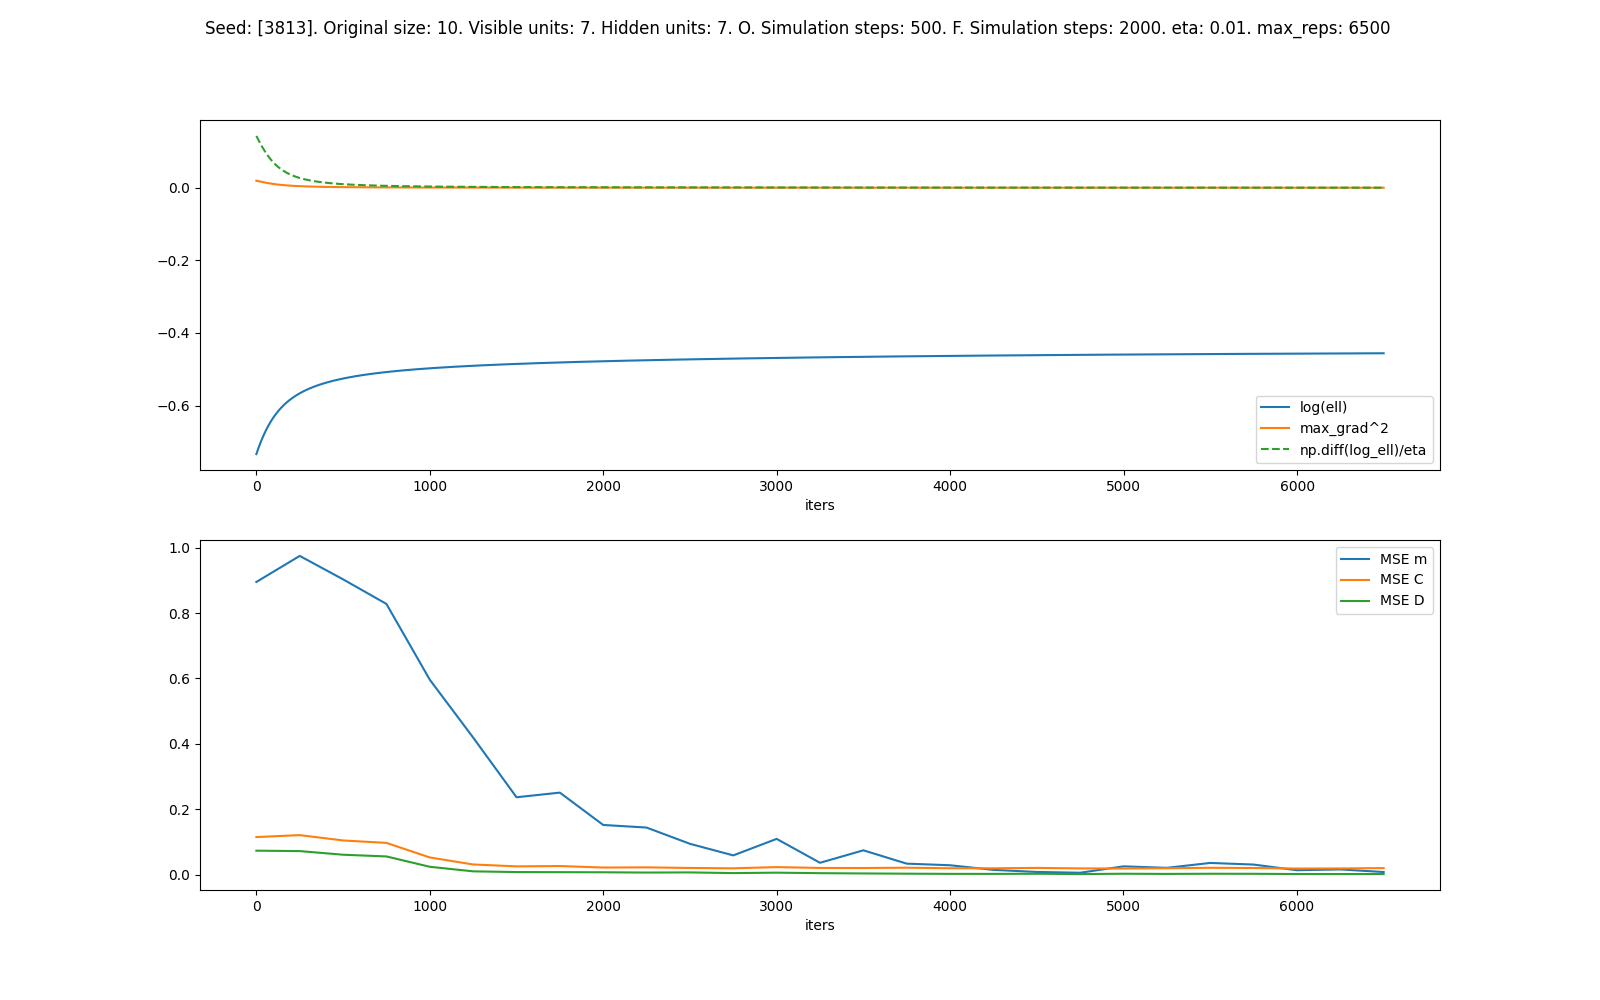 Seed: [3813]. Original size: 10. Visible units: 7. Hidden units: 7. O. Simulation steps: 500. F. Simulation steps: 2000. eta: 0.01. max_reps: 6500
0.0
−0.2
−0.4
−0.6
log(ell)
max_grad^2
np.diff(log_ell)/eta
0 1000 2000 3000 4000 5000 6000
iters
1.0
0.8
0.6
0.4
0.2
0.0
MSE m
MSE C
MSE D
0 1000 2000 3000 4000 5000 6000
iters